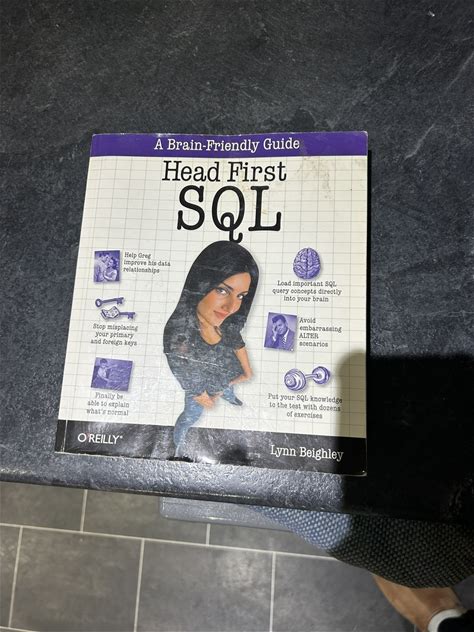 A Brain-Friendly Guide
Head First
SQL
Help Greg
improve his data
relationships
Load important SQL
query concepts directly
into your brain
Stop misplacing
your primary
and foreign keys
Avoid
embarrassing
ALTER
scenarios
Finally be
able to explain
what's normal
Put your SQL knowledge
to the test with dozens
of exercises
O'REILLY®
Lynn Beighley